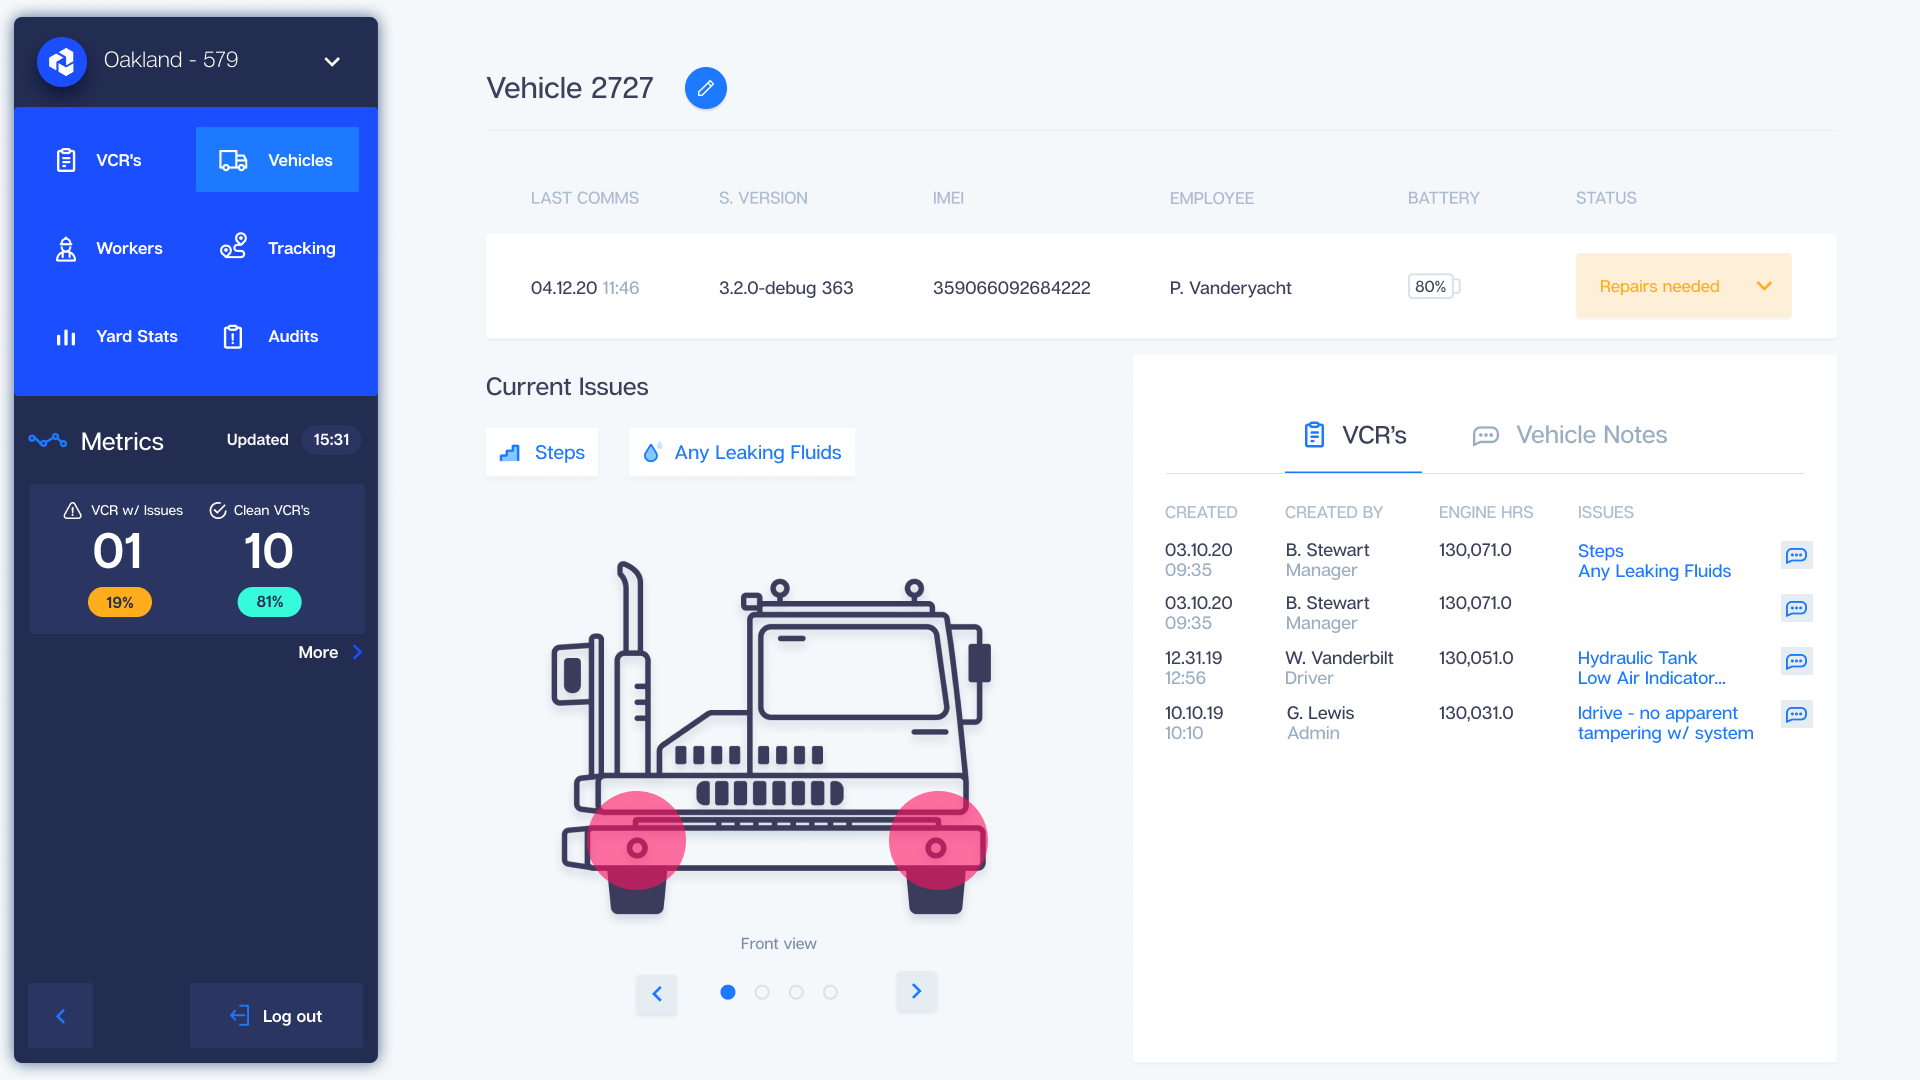 Oakland - 579
VCR's
Vehicles
Workers
Tracking
Yard Stats
Audits
Metrics
Updated 15:31
VCR w/ Issues
Clean VCR's
01
10
19%
81%
More
Log out
Vehicle 2727
LAST COMMS S. VERSION IMEI EMPLOYEE BATTERY STATUS
04.12.20 11:46 3.2.0-debug 363 359066092684222 P. Vanderyacht 80% Repairs needed
Current Issues
Steps
Any Leaking Fluids
Front view
VCR’s
Vehicle Notes
CREATED CREATED BY ENGINE HRS ISSUES
03.10.20 B. Stewart 130,071.0 Steps
09:35 Manager Any Leaking Fluids
03.10.20 B. Stewart 130,071.0
09:35 Manager
12.31.19 W. Vanderbilt 130,051.0 Hydraulic Tank
12:56 Driver Low Air Indicator...
10.10.19 G. Lewis 130,031.0 Idrive - no apparent
10:10 Admin tampering w/ system